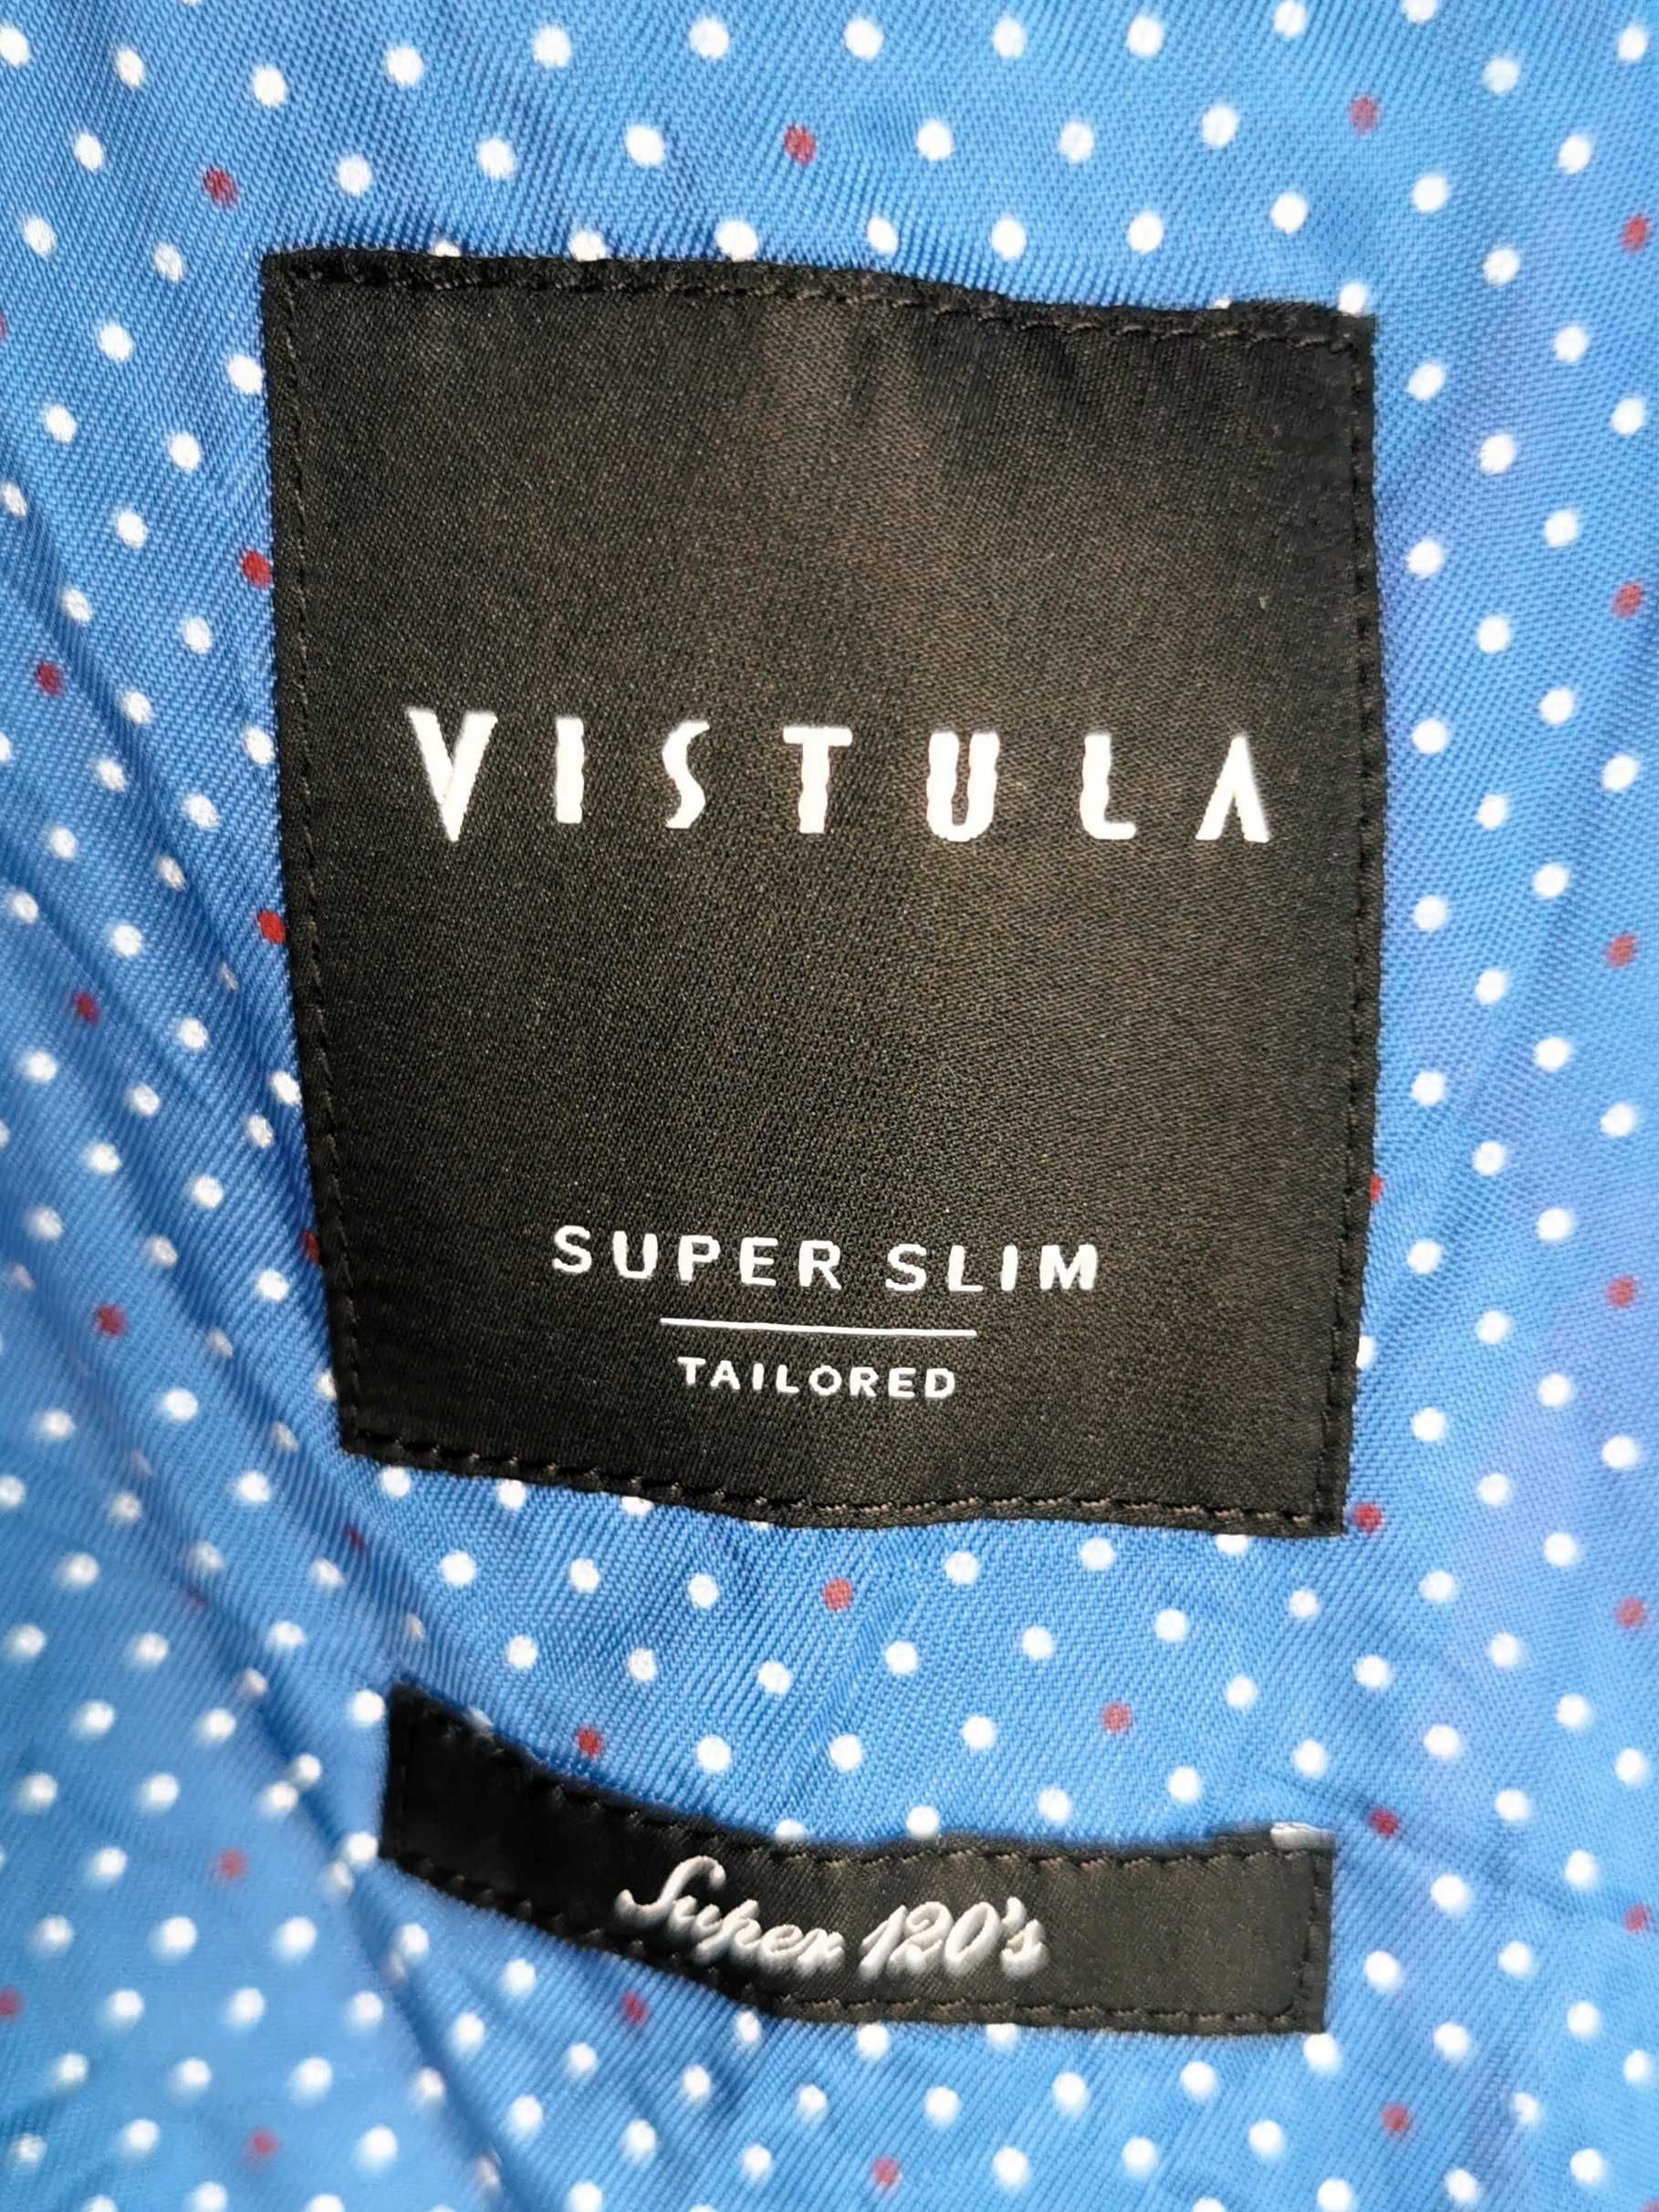 VISTULA
SUPER SLIM
TAILORED
Super 120's